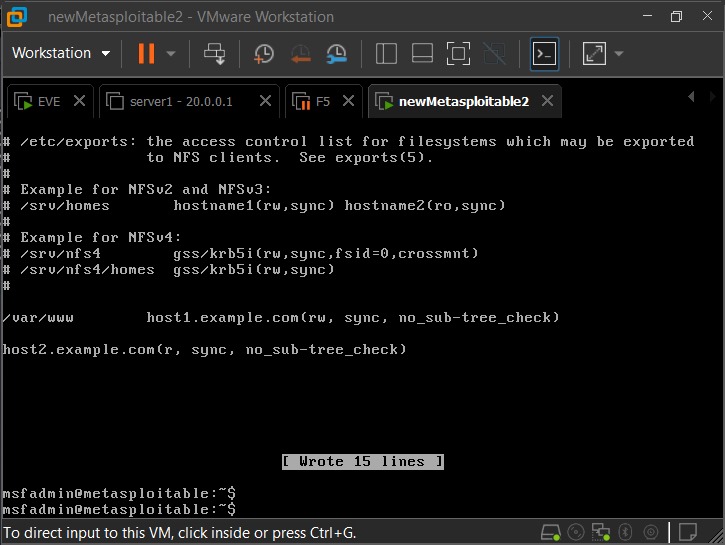 newMetasploitable2 - VMware Workstation
Workstation
EVE
server1 - 20.0.0.1
F5
newMetasploitable2
# /etc/exports: the access control list for filesystems which may be exported
#               to NFS clients.  See exports(5).
#
# Example for NFSv2 and NFSv3:
# /srv/homes       hostname1(rw,sync) hostname2(ro,sync)
#
# Example for NFSv4:
# /srv/nfs4        gss/krb5i(rw,sync,fsid=0,crossmnt)
# /srv/nfs4/homes  gss/krb5i(rw,sync)
#
/var/www        host1.example.com(rw, sync, no_sub-tree_check)
host2.example.com(r, sync, no_sub-tree_check)
[ Wrote 15 lines ]
msfadmin@metasploitable:~$
msfadmin@metasploitable:~$
To direct input to this VM, click inside or press Ctrl+G.